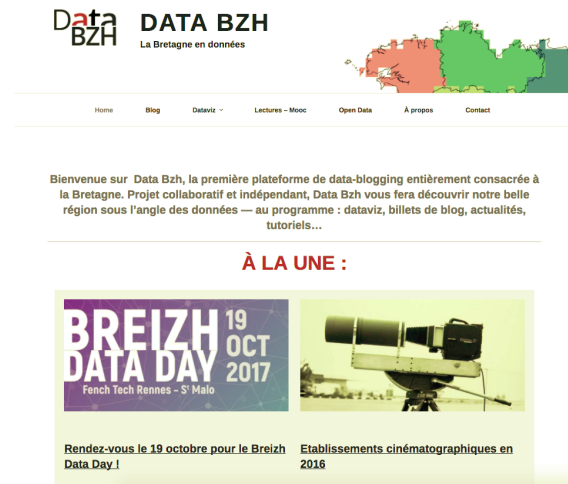 Data
BZH
DATA BZH
La Bretagne en données
Home Blog Dataviz Lectures – Mooc Open Data À propos Contact
Bienvenue sur Data Bzh, la première plateforme de data-blogging entièrement consacrée à
la Bretagne. Projet collaboratif et indépendant, Data Bzh vous fera découvrir notre belle
région sous l'angle des données — au programme : dataviz, billets de blog, actualités,
tutoriels…
À LA UNE :
BREIZH 19
DATA DAY OCT
2017
Fench Tech Rennes – S' Malo
Rendez-vous le 19 octobre pour le Breizh
Data Day !
Etablissements cinématographiques en
2016